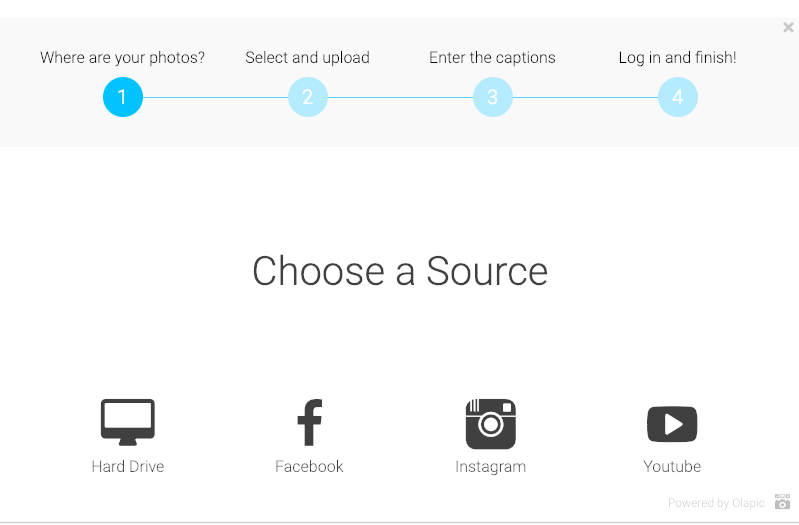 Where are your photos? Select and upload Enter the captions Log in and finish!
1 2 3 4
Choose a Source
Hard Drive Facebook Instagram Youtube
Powered by Olapic